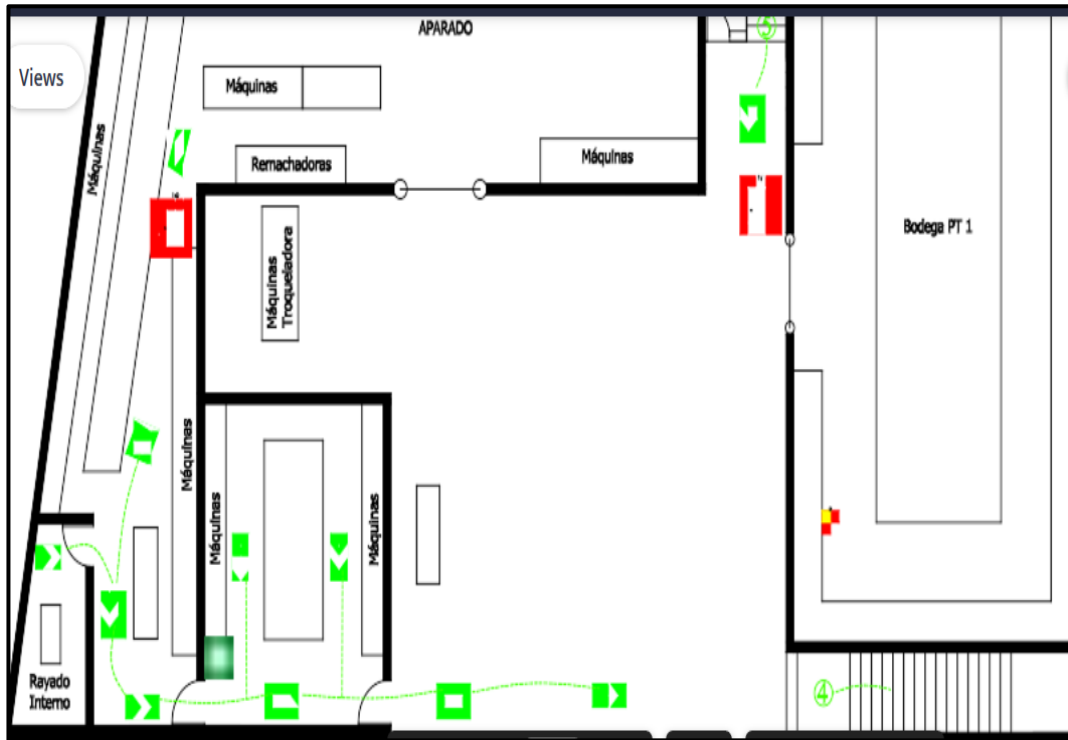 APARADO
⑤
Views
Máquinas
Máquinas
Remachadoras
Máquinas
Máquinas
Troqueladora
Bodega PT 1
Máquinas
Máquinas
Máquinas
Rayado
Interno
④